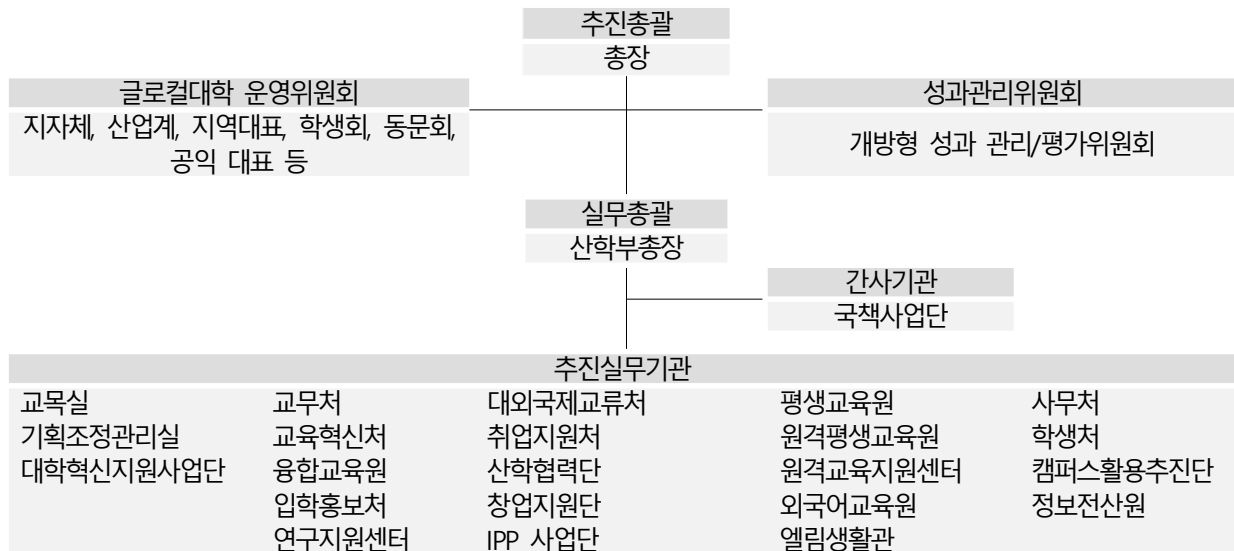 추진총괄
총장
글로컬대학 운영위원회
지자체, 산업계, 지역대표, 학생회, 동문회,
공익 대표 등
성과관리위원회
개방형 성과 관리/평가위원회
실무총괄
산학부총장
간사기관
국책사업단
추진실무기관
교목실
기획조정관리실
대학혁신지원사업단
교무처
교육혁신처
융합교육원
입학홍보처
연구지원센터
대외국제교류처
취업지원처
산학협력단
창업지원단
IPP 사업단
평생교육원
원격평생교육원
원격교육지원센터
외국어교육원
엘림생활관
사무처
학생처
캠퍼스활용추진단
정보전산원